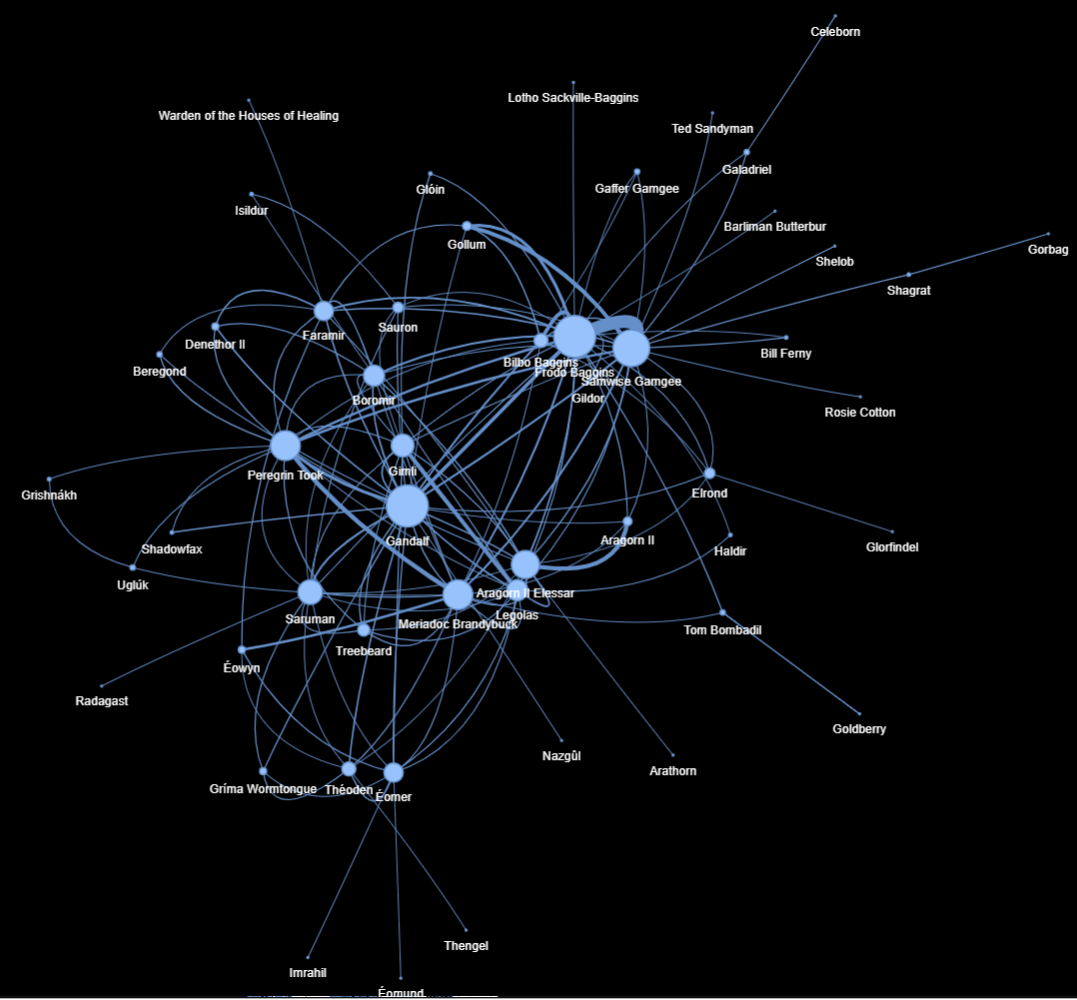 Celeborn
Lotho Sackville-Baggins
Warden of the Houses of Healing
Ted Sandyman
Galadriel
Glóin
Gaffer Gamgee
Isildur
Barliman Butterbur
Gollum
Gorbag
Shelob
Shagrat
Sauron
Faramir
Denethor II
Bill Ferny
Bilbo Baggins
Beregond
Frodo Baggins
Samwise Gamgee
Gildor
Boromir
Rosie Cotton
Gimli
Peregrin Took
Elrond
Grishnákh
Gandalf
Aragorn II
Shadowfax
Haldir
Glorfindel
Uglúk
Aragorn II Elessar
Legolas
Saruman
Meriadoc Brandybuck
Tom Bombadil
Treebeard
Éowyn
Radagast
Goldberry
Nazgûl
Arathorn
Gríma Wormtongue
Théoden
Éomer
Thengel
Imrahil
Éomund